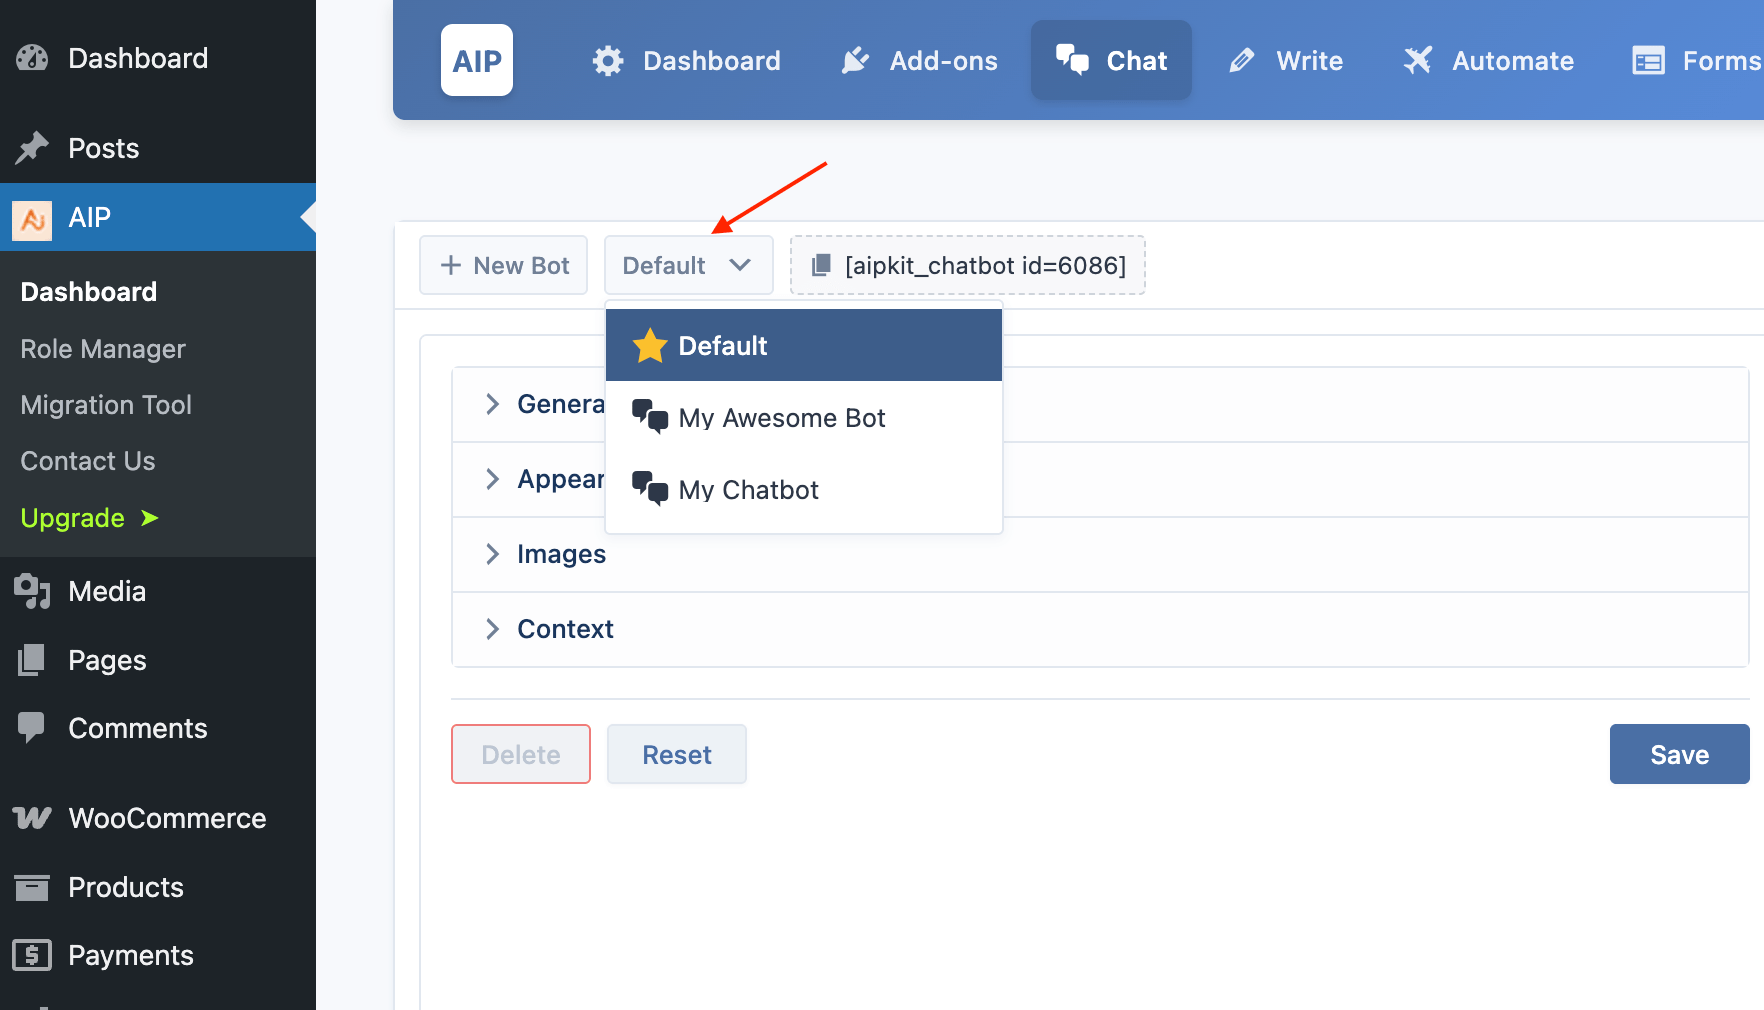 Dashboard
Posts
AIP
Dashboard
Role Manager
Migration Tool
Contact Us
Upgrade ➤
Media
Pages
Comments
WooCommerce
Products
Payments
AIP
Dashboard
Add-ons
Chat
Write
Automate
Forms
+ New Bot
Default
[aipkit_chatbot id=6086]
Default
My Awesome Bot
My Chatbot
Genera
Appear
Images
Context
Delete
Reset
Save